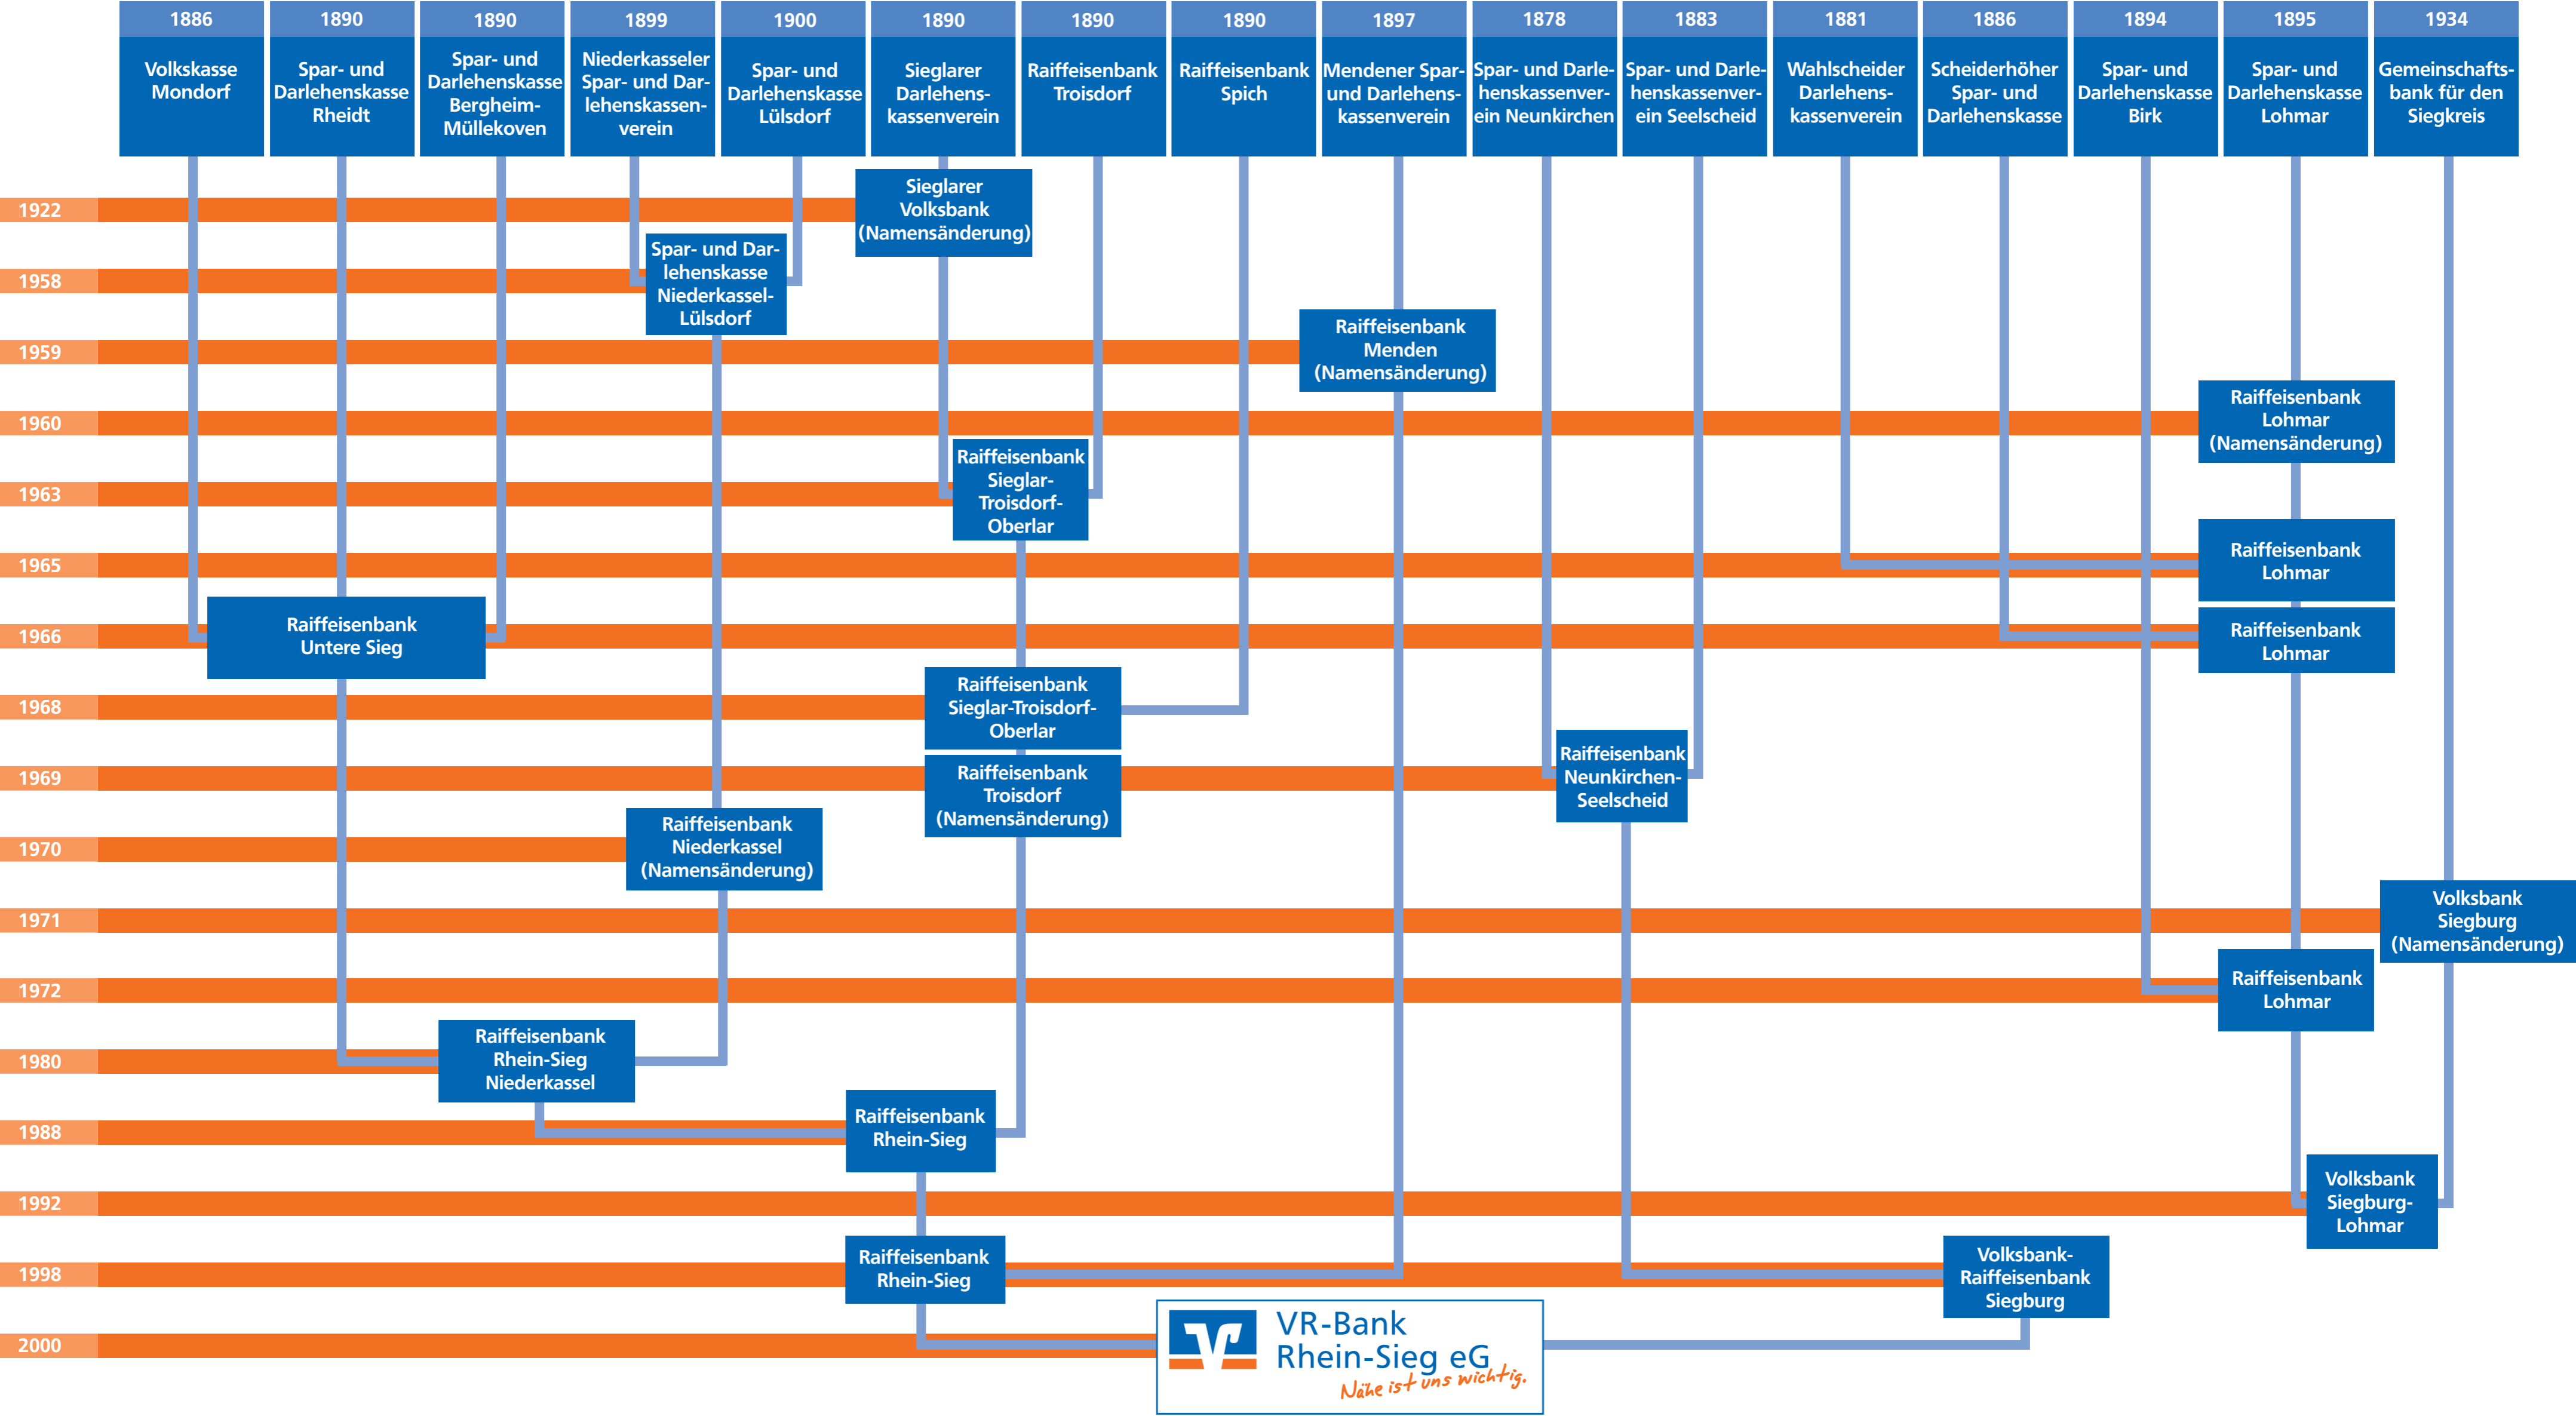 1886
Volkskasse
Mondorf
1890
Spar- und
Darlehenskasse
Rheidt
1890
Spar- und
Darlehenskasse
Bergheim-
Müllekoven
1899
Niederkasseler
Spar- und Dar-
lehenskassen-
verein
1900
Spar- und
Darlehenskasse
Lülsdorf
1890
Sieglarer
Darlehens-
kassenverein
1890
Raiffeisenbank
Troisdorf
1890
Raiffeisenbank
Spich
1897
Mendener Spar-
und Darlehens-
kassenverein
1878
Spar- und Darle-
henskassenver-
ein Neunkirchen
1883
Spar- und Darle-
henskassenver-
ein Seelscheid
1881
Wahlscheider
Darlehens-
kassenverein
1886
Scheiderhöher
Spar- und
Darlehenskasse
1894
Spar- und
Darlehenskasse
Birk
1895
Spar- und
Darlehenskasse
Lohmar
1934
Gemeinschafts-
bank für den
Siegkreis
1922
Sieglarer
Volksbank
(Namensänderung)
1958
Spar- und Dar-
lehenskasse
Niederkassel-
Lülsdorf
1959
Raiffeisenbank
Menden
(Namensänderung)
1960
Raiffeisenbank
Lohmar
(Namensänderung)
1963
Raiffeisenbank
Sieglar-
Troisdorf-
Oberlar
1965
Raiffeisenbank
Lohmar
1966
Raiffeisenbank
Untere Sieg
Raiffeisenbank
Lohmar
1968
Raiffeisenbank
Sieglar-Troisdorf-
Oberlar
1969
Raiffeisenbank
Troisdorf
(Namensänderung)
Raiffeisenbank
Neunkirchen-
Seelscheid
1970
Raiffeisenbank
Niederkassel
(Namensänderung)
1971
Volksbank
Siegburg
(Namensänderung)
1972
Raiffeisenbank
Lohmar
1980
Raiffeisenbank
Rhein-Sieg
Niederkassel
1988
Raiffeisenbank
Rhein-Sieg
1992
Volksbank
Siegburg-
Lohmar
1998
Raiffeisenbank
Rhein-Sieg
Volksbank-
Raiffeisenbank
Siegburg
2000
VR-Bank
Rhein-Sieg eG
Nähe ist uns wichtig.